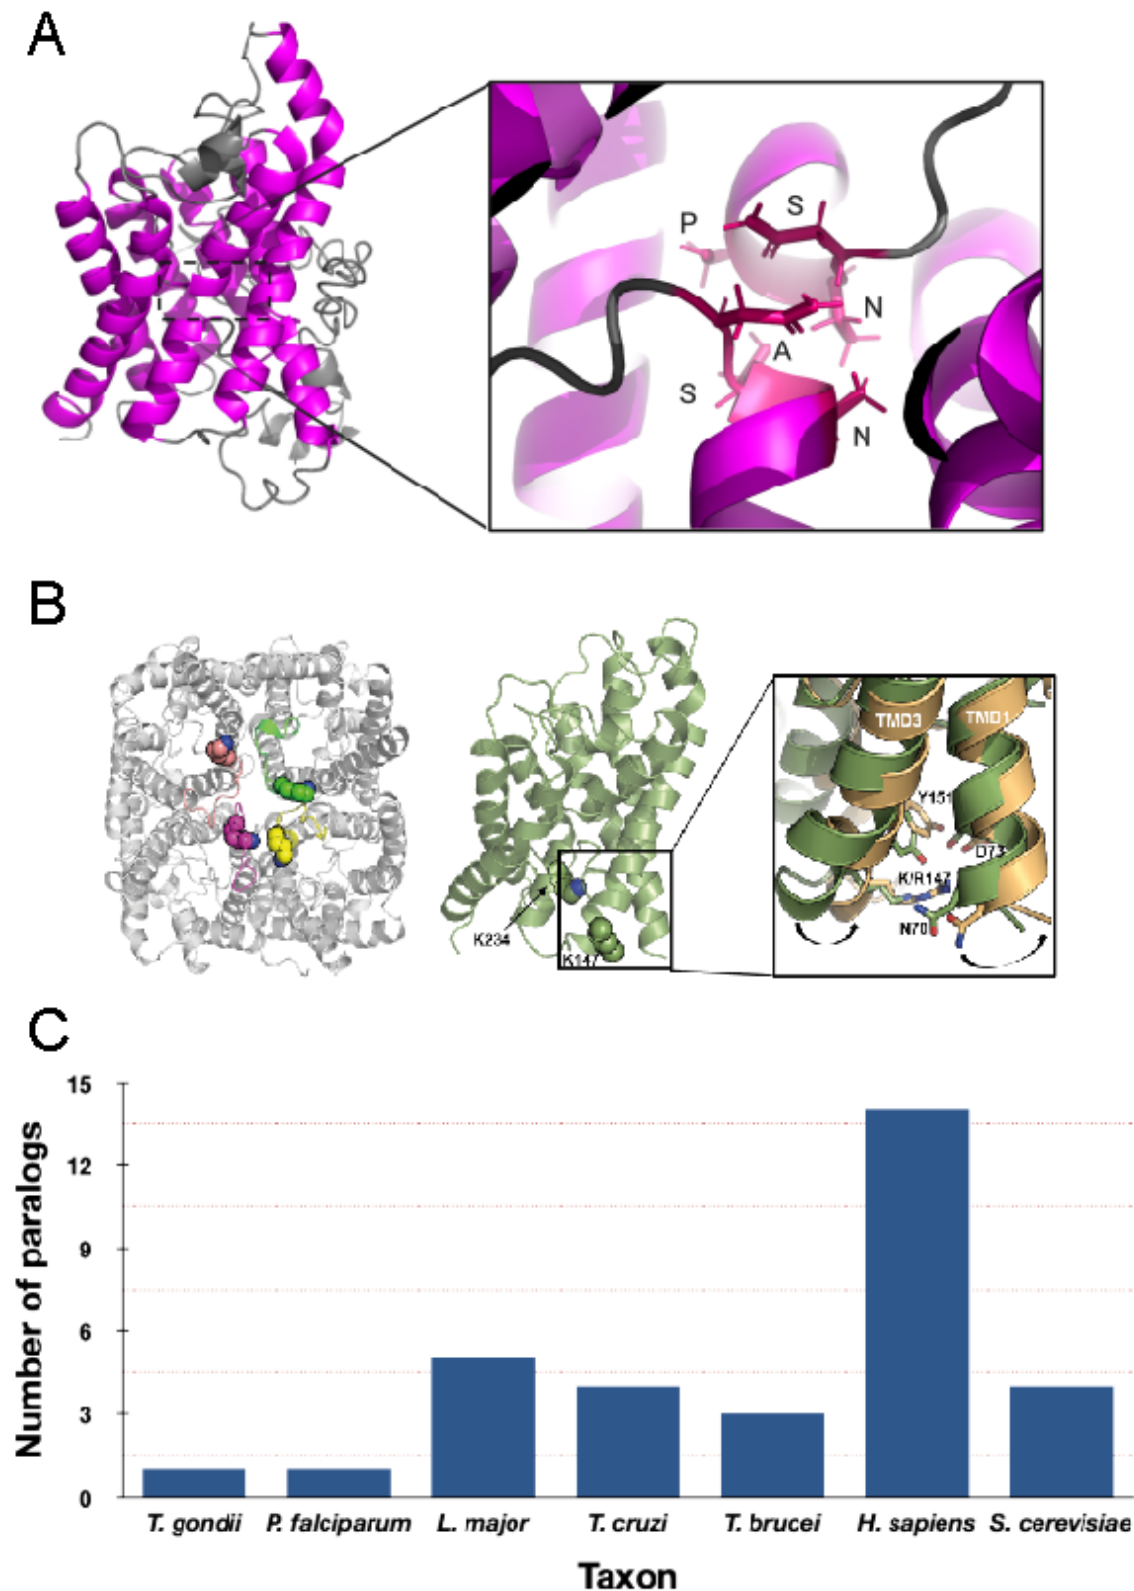 A
P
S
N
A
S
N
B
TMD3
TMD1
Y151
D73
K/R147
N70
K234
K147
C
Number of paralogs
15
12
9
6
3
0
T. gondii P. falciparum L. major T. cruzi T. brucei H. sapiens S. cerevisiae
Taxon